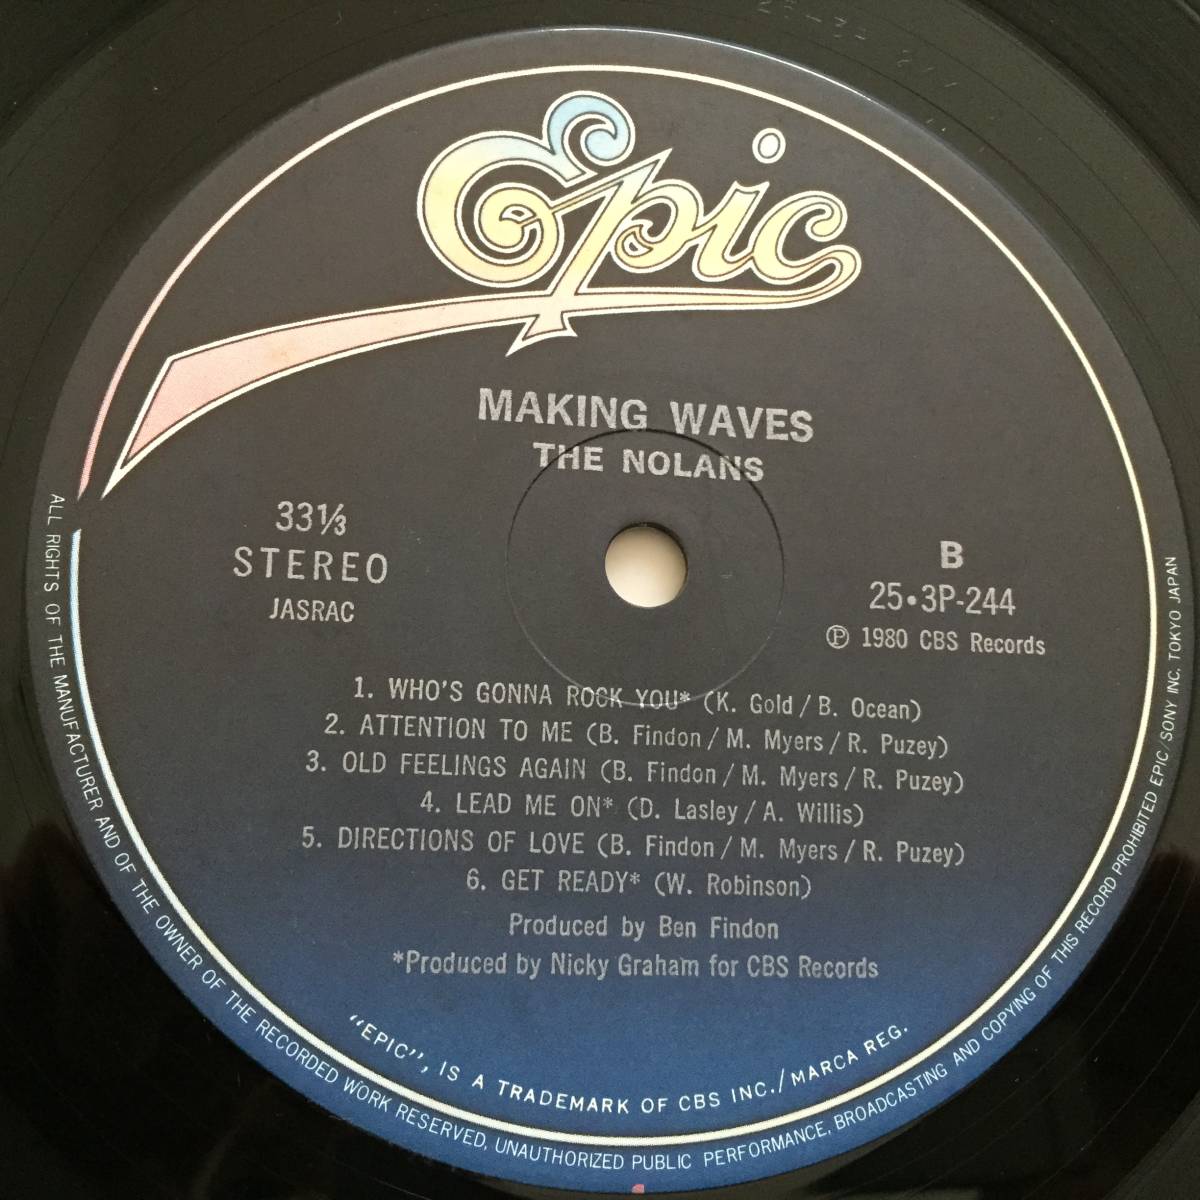 Epic
MAKING WAVES
THE NOLANS
33⅓
STEREO
JASRAC
B
25•3P-244
Ⓟ 1980 CBS Records
1. WHO'S GONNA ROCK YOU* (K. Gold / B. Ocean)
2. ATTENTION TO ME (B. Findon / M. Myers / R. Puzey)
3. OLD FEELINGS AGAIN (B. Findon / M. Myers / R. Puzey)
4. LEAD ME ON* (D. Lasley / A. Willis)
5. DIRECTIONS OF LOVE (B. Findon / M. Myers / R. Puzey)
6. GET READY* (W. Robinson)
Produced by Ben Findon
*Produced by Nicky Graham for CBS Records
"EPIC", IS A TRADEMARK OF CBS INC./MARCA REG.
ALL RIGHTS OF THE MANUFACTURER AND OF THE OWNER OF THE RECORDED WORK RESERVED, UNAUTHORIZED PUBLIC PERFORMANCE, BROADCASTING AND COPYING OF THIS RECORD PROHIBITED EPIC/SONY INC. TOKYO JAPAN